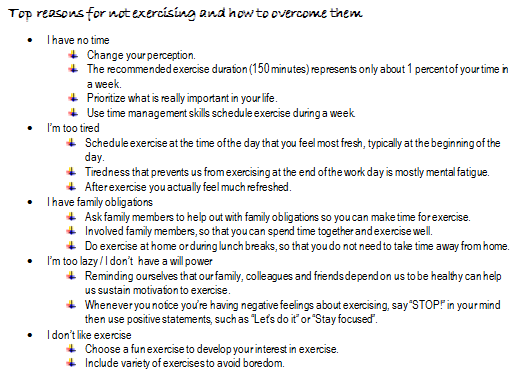 Top reasons for not exercising and how to overcome them
I have no time
Change your perception.
The recommended exercise duration (150 minutes) represents only about 1 percent of your time in
a week.
Prioritize what is really important in your life.
Use time management skills schedule exercise during a week.
I'm too tired
Schedule exercise at the time of the day that you feel most fresh, typically at the beginning of the
day.
Tiredness that prevents us from exercising at the end of the work day is mostly mental fatigue.
After exercise you actually feel much refreshed.
I have family obligations
Ask family members to help out with family obligations so you can make time for exercise.
Involved family members, so that you can spend time together and exercise well.
Do exercise at home or during lunch breaks, so that you do not need to take time away from home.
I'm too lazy / I don't have a will power
Reminding ourselves that our family, colleagues and friends depend on us to be healthy can help
us sustain motivation to exercise.
Whenever you notice you're having negative feelings about exercising, say "STOP!" in your mind
then use positive statements, such as "Let's do it" or "Stay focused".
I don't like exercise
Choose a fun exercise to develop your interest in exercise.
Include variety of exercises to avoid boredom.